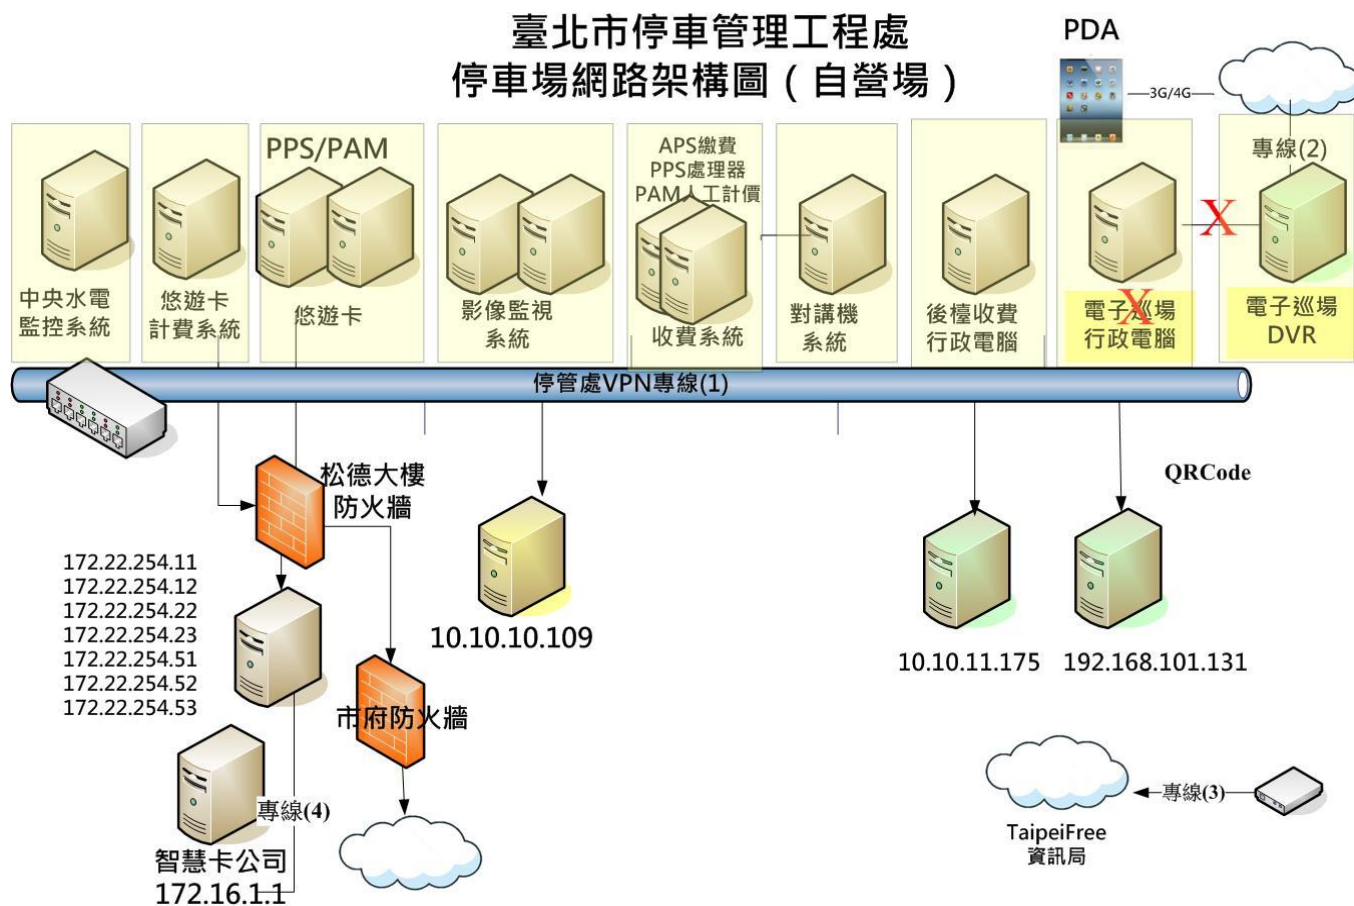 臺北市停車管理工程處
停車場網路架構圖（自營場）
PDA
3G/4G
專線(2)
PPS/PAM
APS繳費
PPS處理器
PAM人工計價
X
中央水電
監控系統
悠遊卡
計費系統
悠遊卡
影像監視
系統
收費系統
對講機
系統
後檯收費
行政電腦
電子巡場
行政電腦
X
電子巡場
DVR
停管處VPN專線(1)
松德大樓
防火牆
QRCode
172.22.254.11
172.22.254.12
172.22.254.22
172.22.254.23
172.22.254.51
172.22.254.52
172.22.254.53
10.10.10.109
10.10.11.175
192.168.101.131
市府防火牆
專線(4)
智慧卡公司
172.16.1.1
專線(3)
TaipeiFree
資訊局